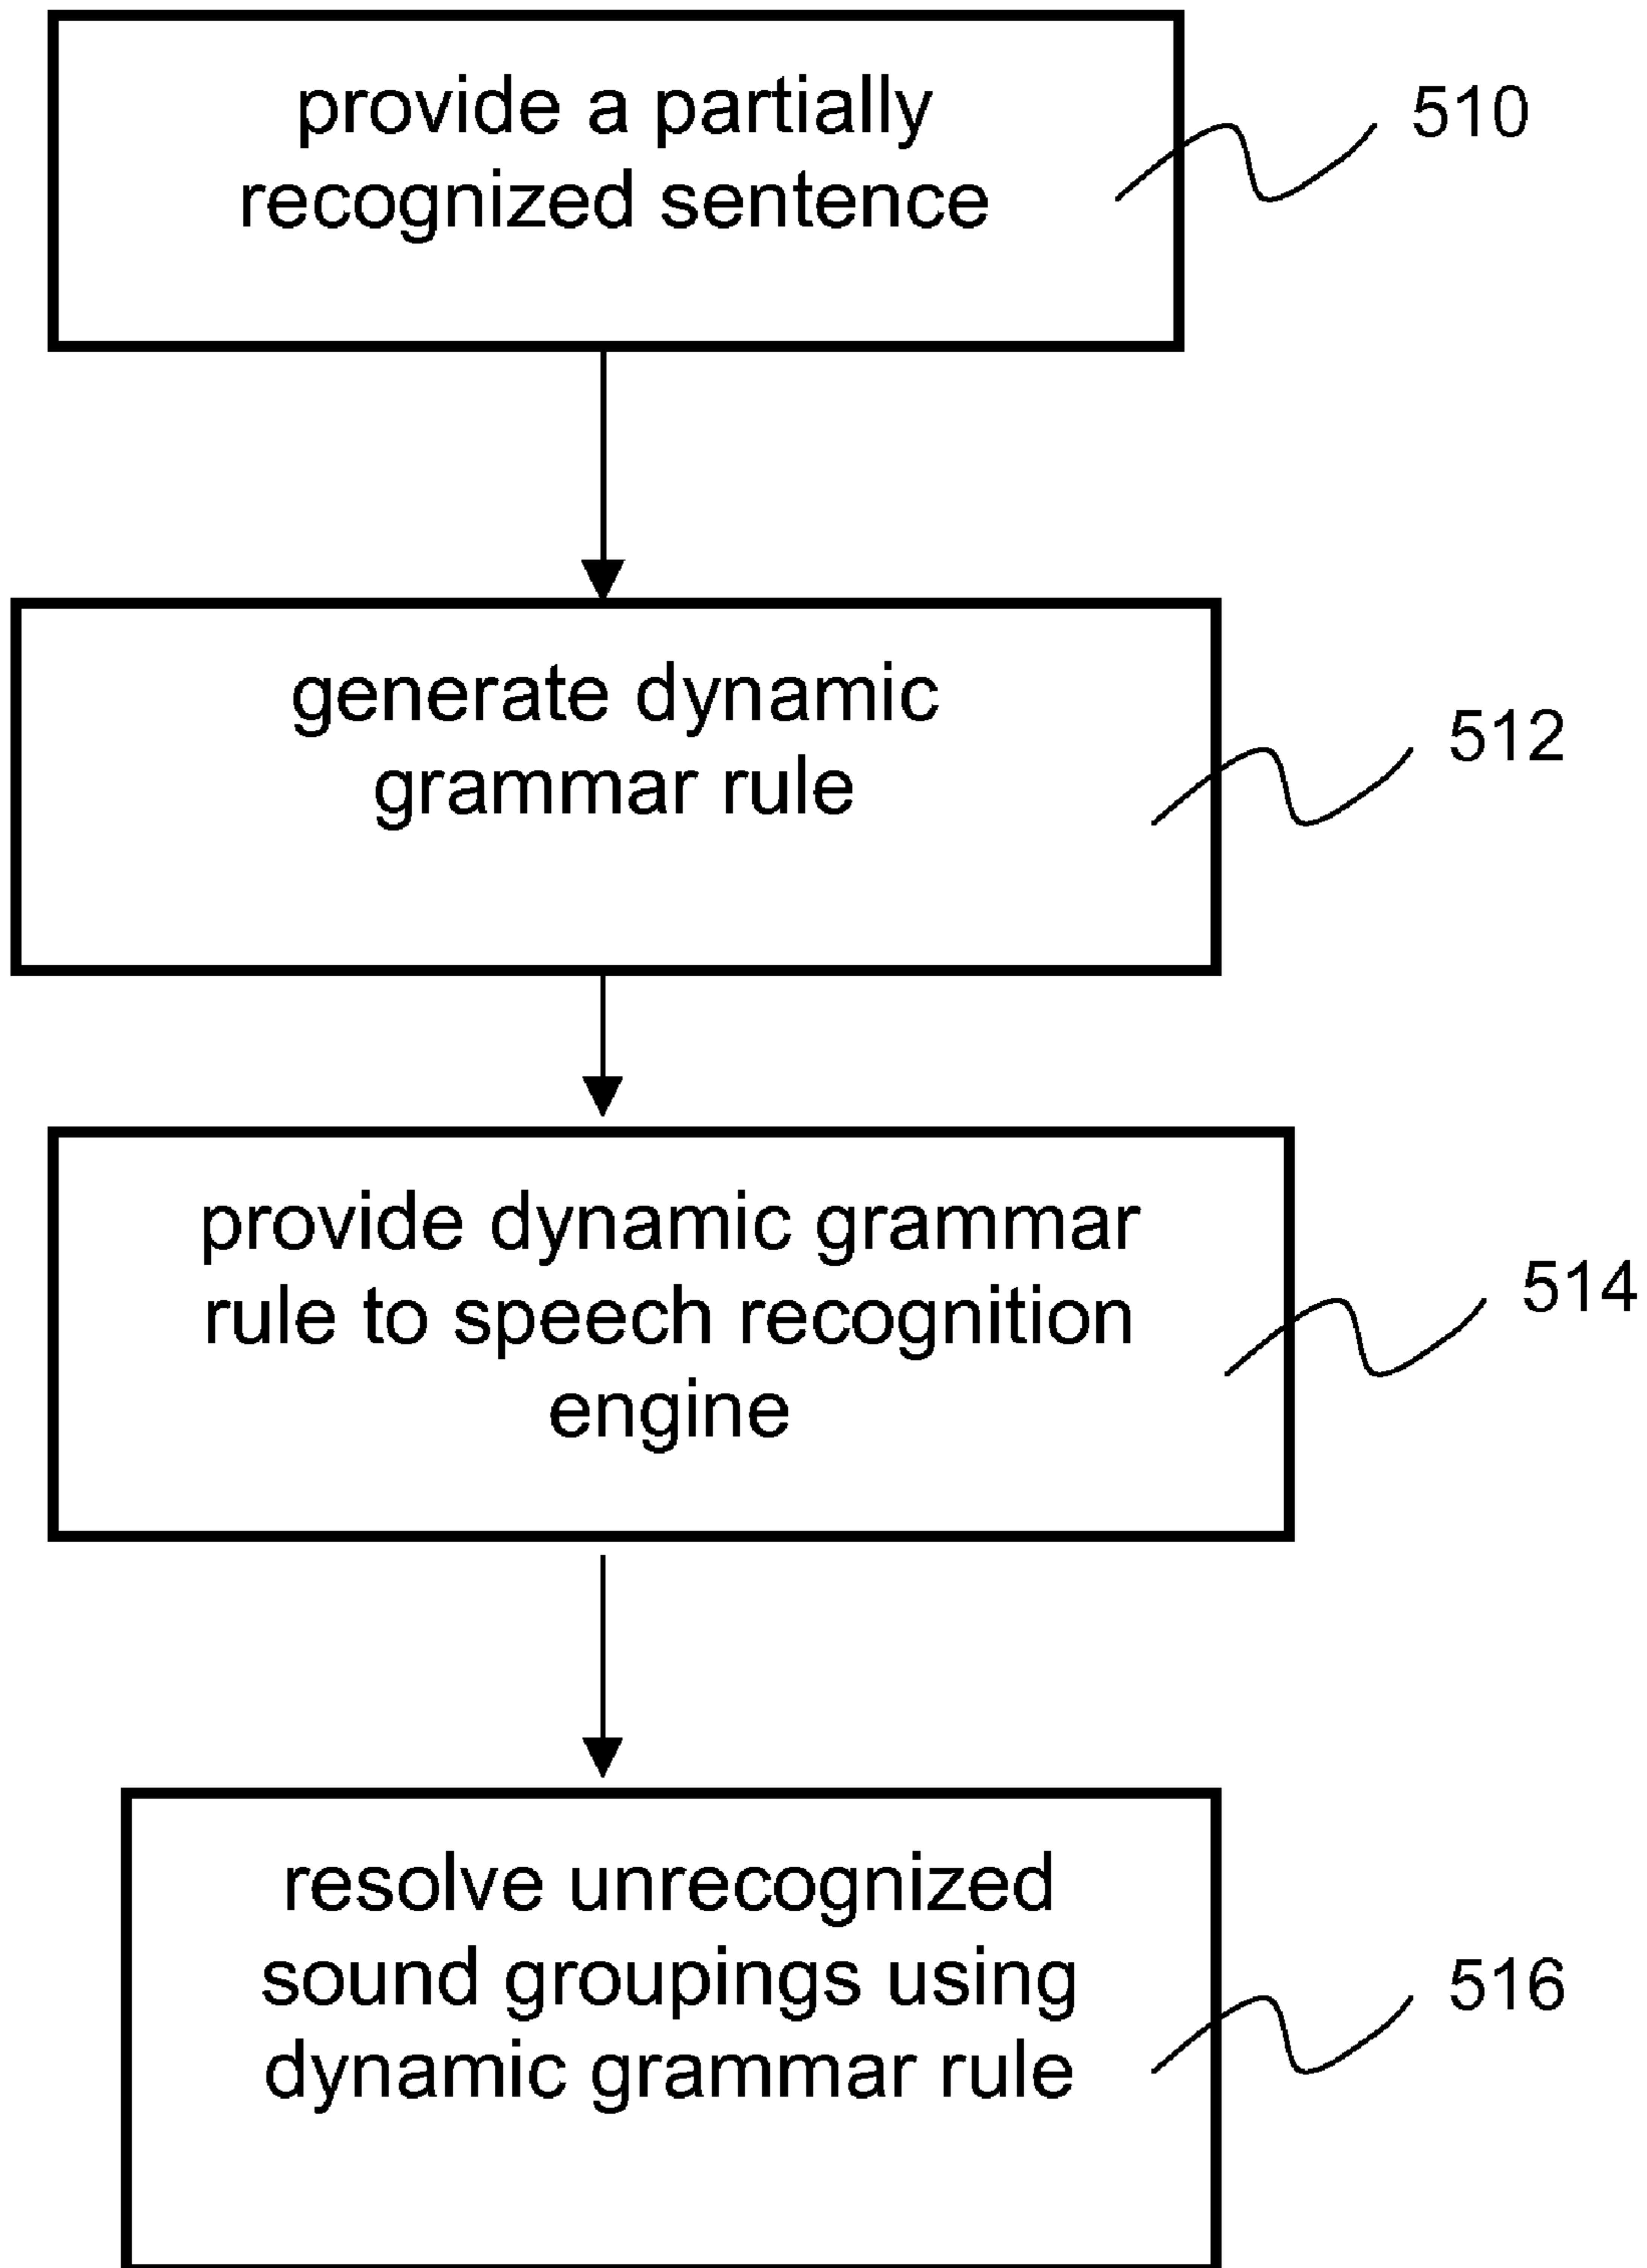 provide a partially
recognized sentence
510
generate dynamic
grammar rule
512
provide dynamic grammar
rule to speech recognition
engine
514
resolve unrecognized
sound groupings using
dynamic grammar rule
516